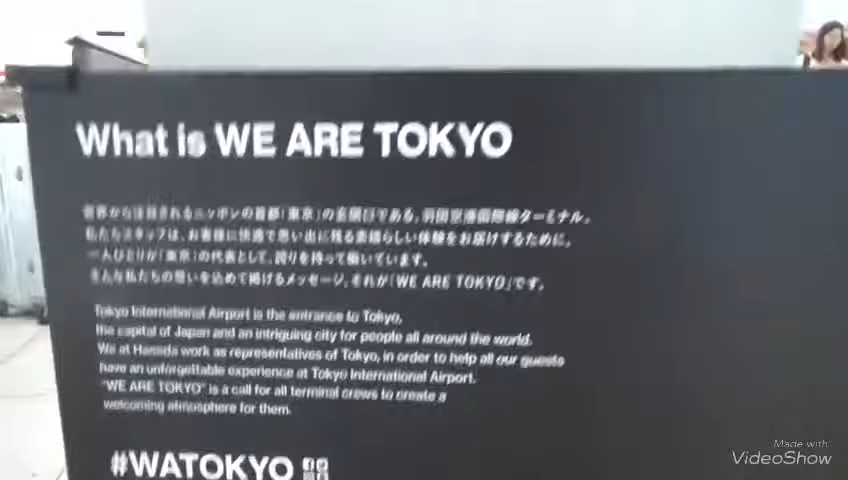 What is WE ARE TOKYO
世界から注目されるニッポンの首都「東京」の玄関口である、羽田空港国際線ターミナル。
私たちスタッフは、お客様に快適で思い出に残る素晴らしい体験をお届けするために、
一人ひとりが「東京」の代表として、誇りを持って働いています。
そんな私たちの想いを込めて掲げるメッセージ、それが「WE ARE TOKYO」です。
Tokyo International Airport is the entrance to Tokyo,
the capital of Japan and an intriguing city for people all around the world.
We at Haneda work as representatives of Tokyo, in order to help all our guests
have an unforgettable experience at Tokyo International Airport.
"WE ARE TOKYO" is a call for all terminal crews to create a
welcoming atmosphere for them.
#WATOKYO
Made with
VideoShow